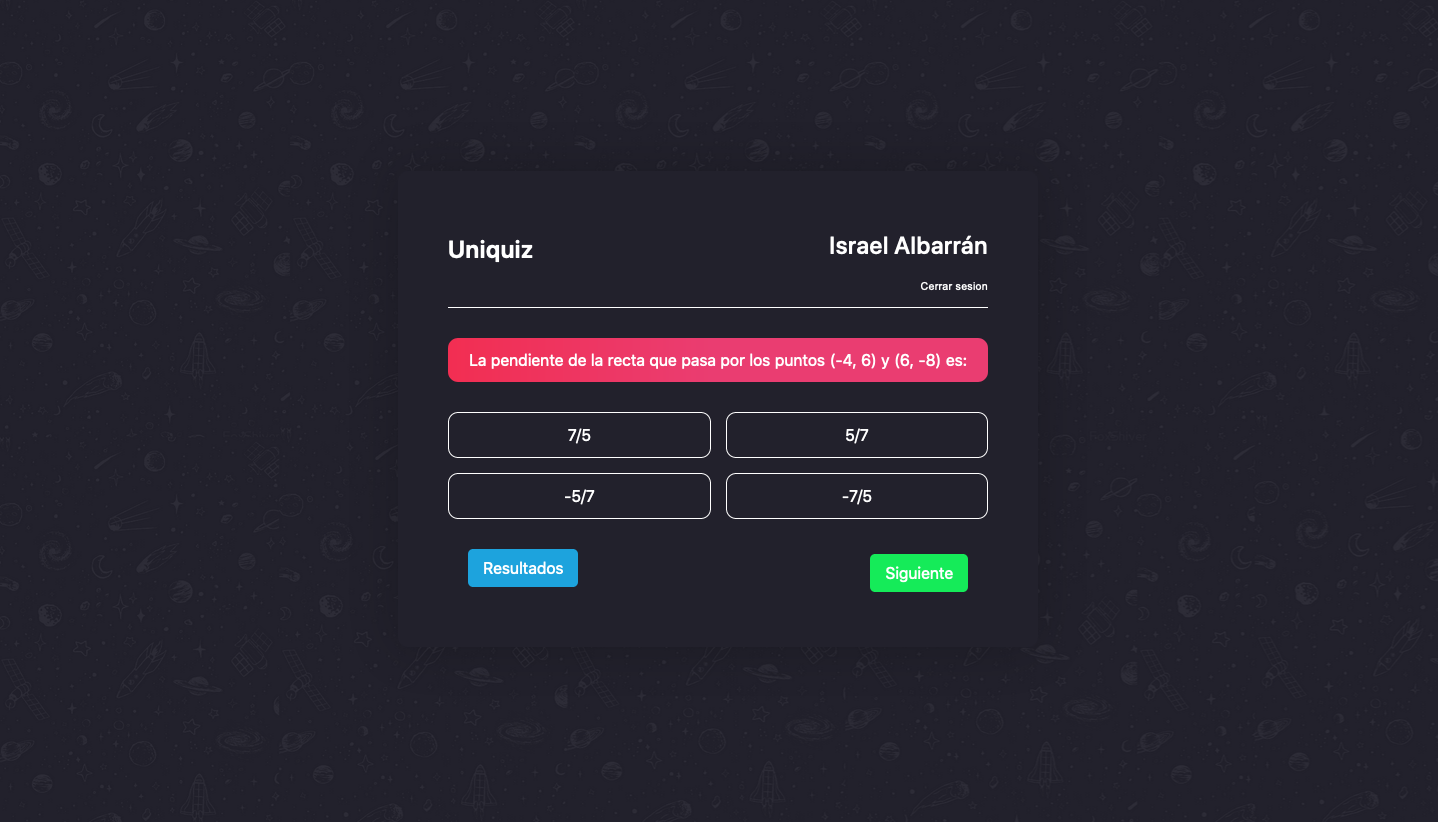 Uniquiz
Israel Albarrán
Cerrar sesion
La pendiente de la recta que pasa por los puntos (-4, 6) y (6, -8) es:
7/5
5/7
-5/7
-7/5
Resultados
Siguiente